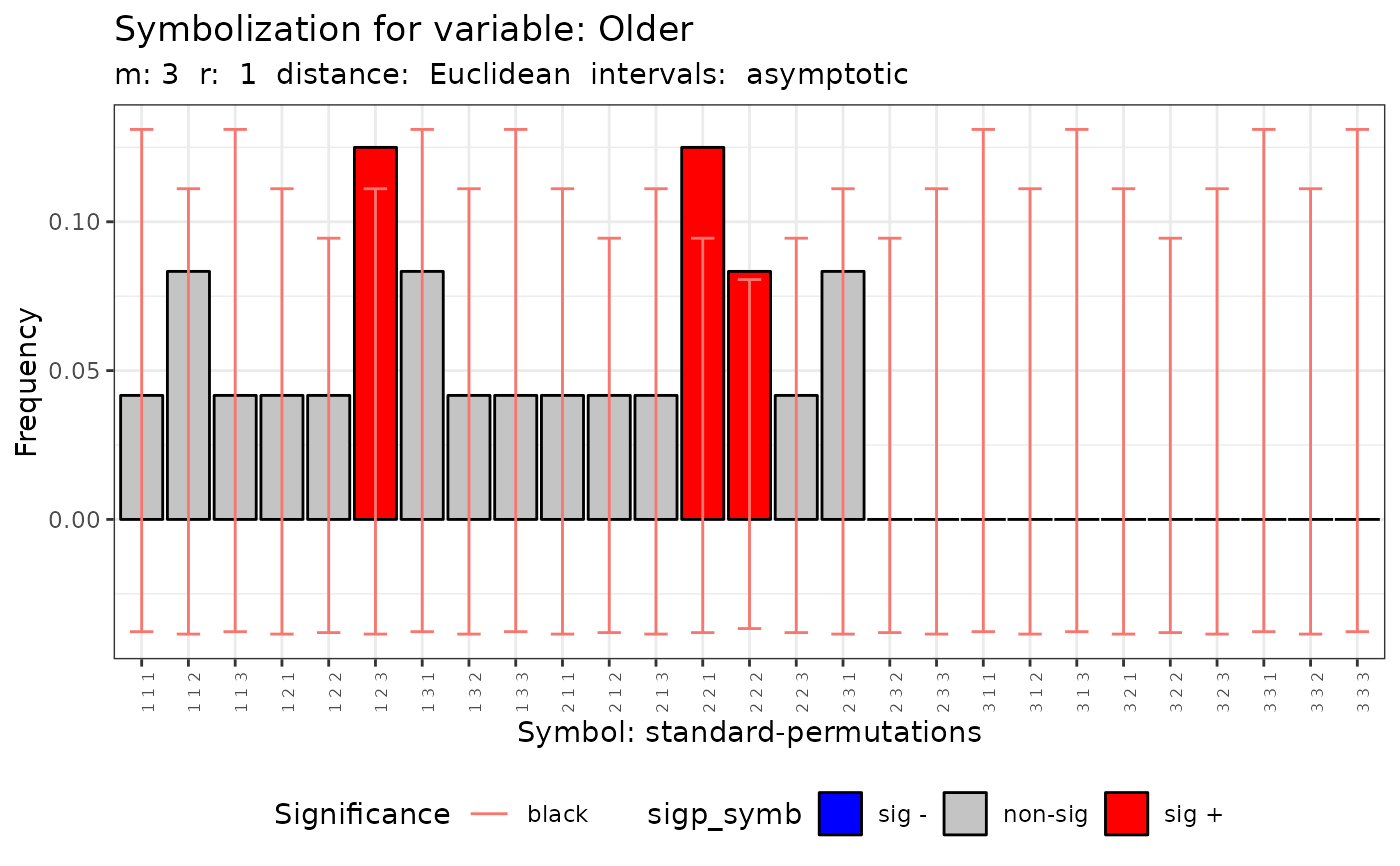 Symbolization for variable: Older
m: 3 r: 1 distance: Euclidean intervals: asymptotic
Frequency
0.10
0.05
0.00
1 1 1
1 1 2
1 1 3
1 2 1
1 2 2
1 2 3
1 3 1
1 3 2
1 3 3
2 1 1
2 1 2
2 1 3
2 2 1
2 2 2
2 2 3
2 3 1
2 3 2
2 3 3
3 1 1
3 1 2
3 1 3
3 2 1
3 2 2
3 2 3
3 3 1
3 3 2
3 3 3
Symbol: standard-permutations
Significance black sigp_symb sig - non-sig sig +